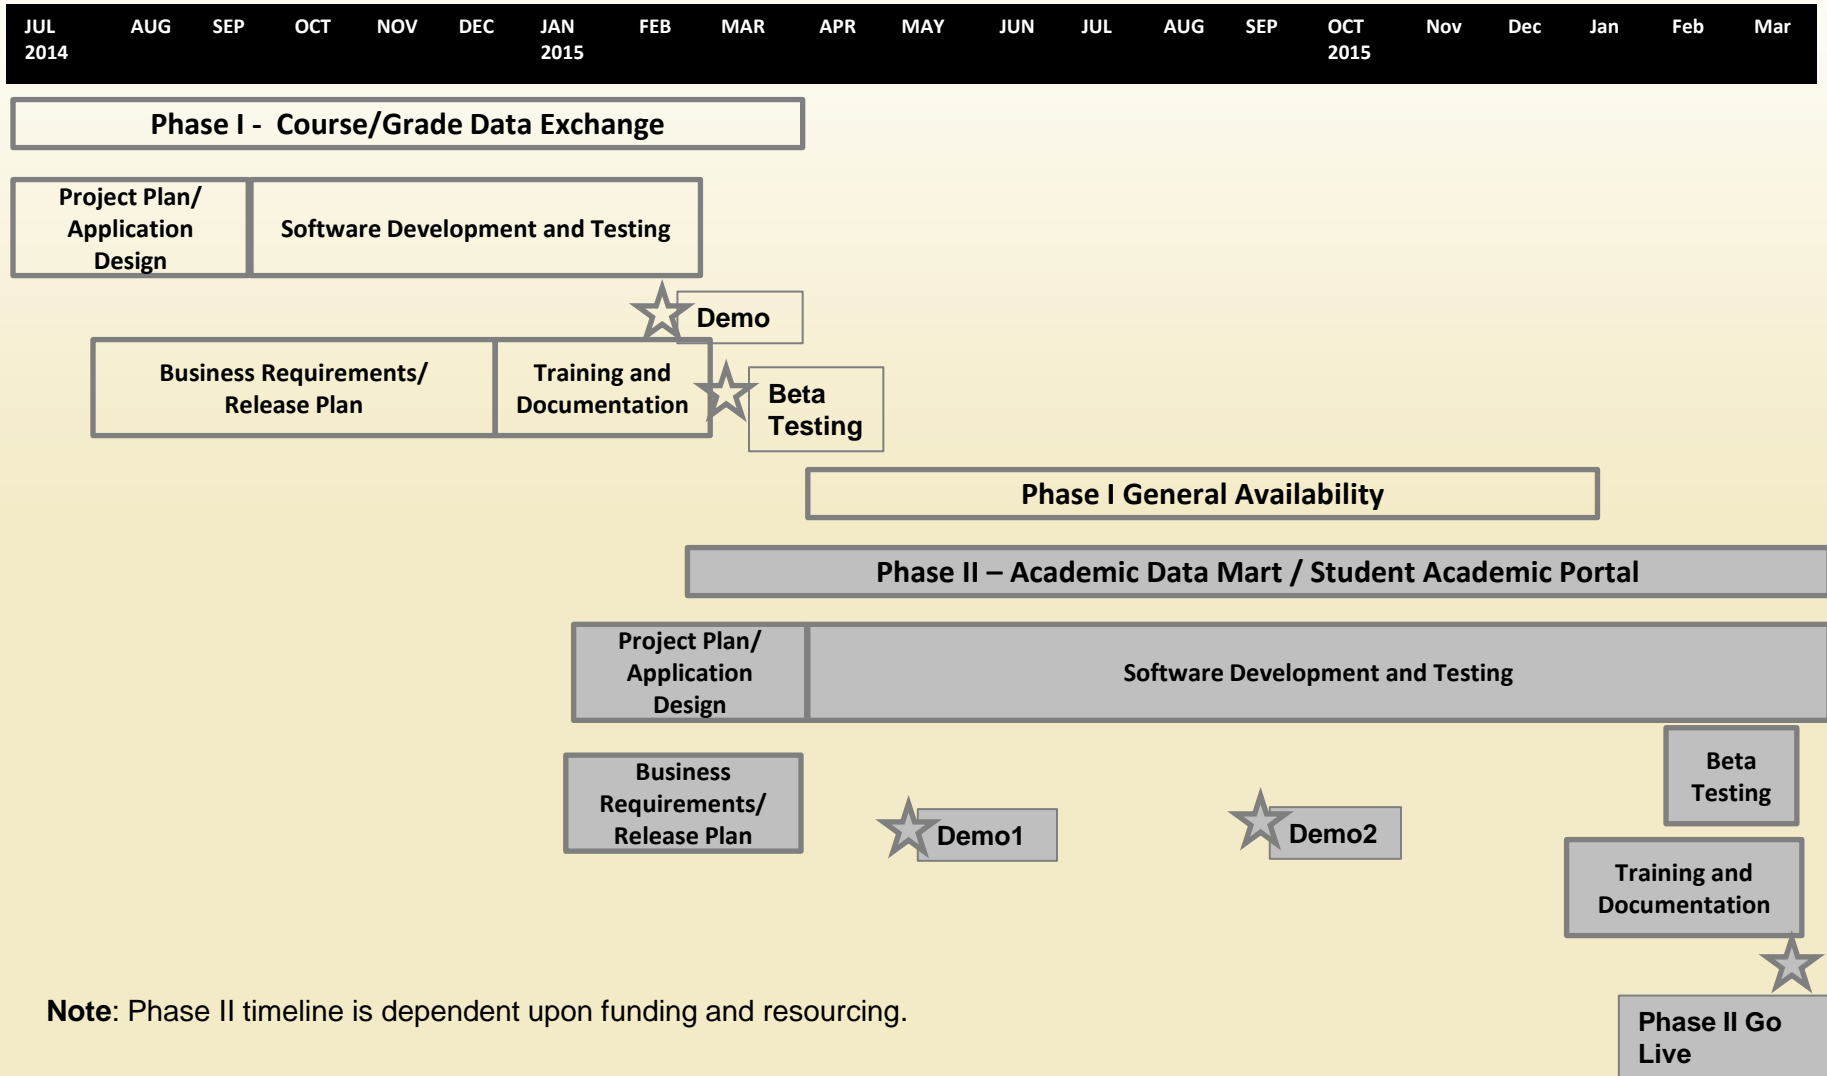 JUL AUG SEP OCT NOV DEC JAN FEB MAR APR MAY JUN JUL AUG SEP OCT Nov Dec Jan Feb Mar
2014 2015 2015
Phase I -  Course/Grade Data Exchange
Project Plan/
Application
Design
Software Development and Testing
Demo
Business Requirements/
Release Plan
Training and
Documentation
Beta
Testing
Phase I General Availability
Phase II – Academic Data Mart / Student Academic Portal
Project Plan/
Application
Design
Software Development and Testing
Business
Requirements/
Release Plan
Demo1
Demo2
Beta
Testing
Training and
Documentation
Note: Phase II timeline is dependent upon funding and resourcing.
Phase II Go
Live